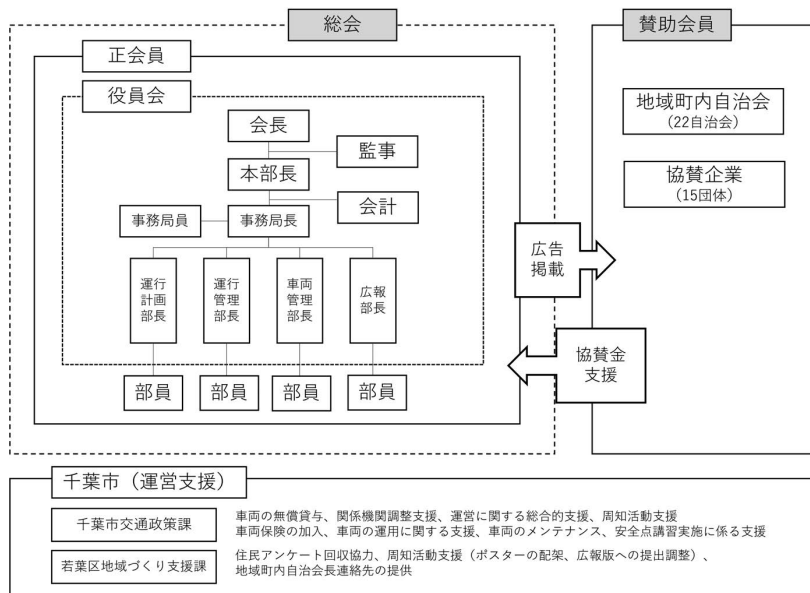 総会
賛助会員
正会員
役員会
会長
監事
本部長
会計
事務局員
事務局長
運行
計画
部長
運行
管理
部長
車両
管理
部長
広報
部長
部員
部員
部員
部員
地域町内自治会
(22自治会)
協賛企業
(15団体)
広告
掲載
協賛金
支援
千葉市（運営支援）
千葉市交通政策課
車両の無償貸与、関係機関調整支援、運営に関する総合的支援、周知活動支援
車両保険の加入、車両の運用に関する支援、車両のメンテナンス、安全点講習実施に係る支援
若葉区地域づくり支援課
住民アンケート回収協力、周知活動支援（ポスターの配架、広報版への提出調整）、
地域町内自治会長連絡先の提供